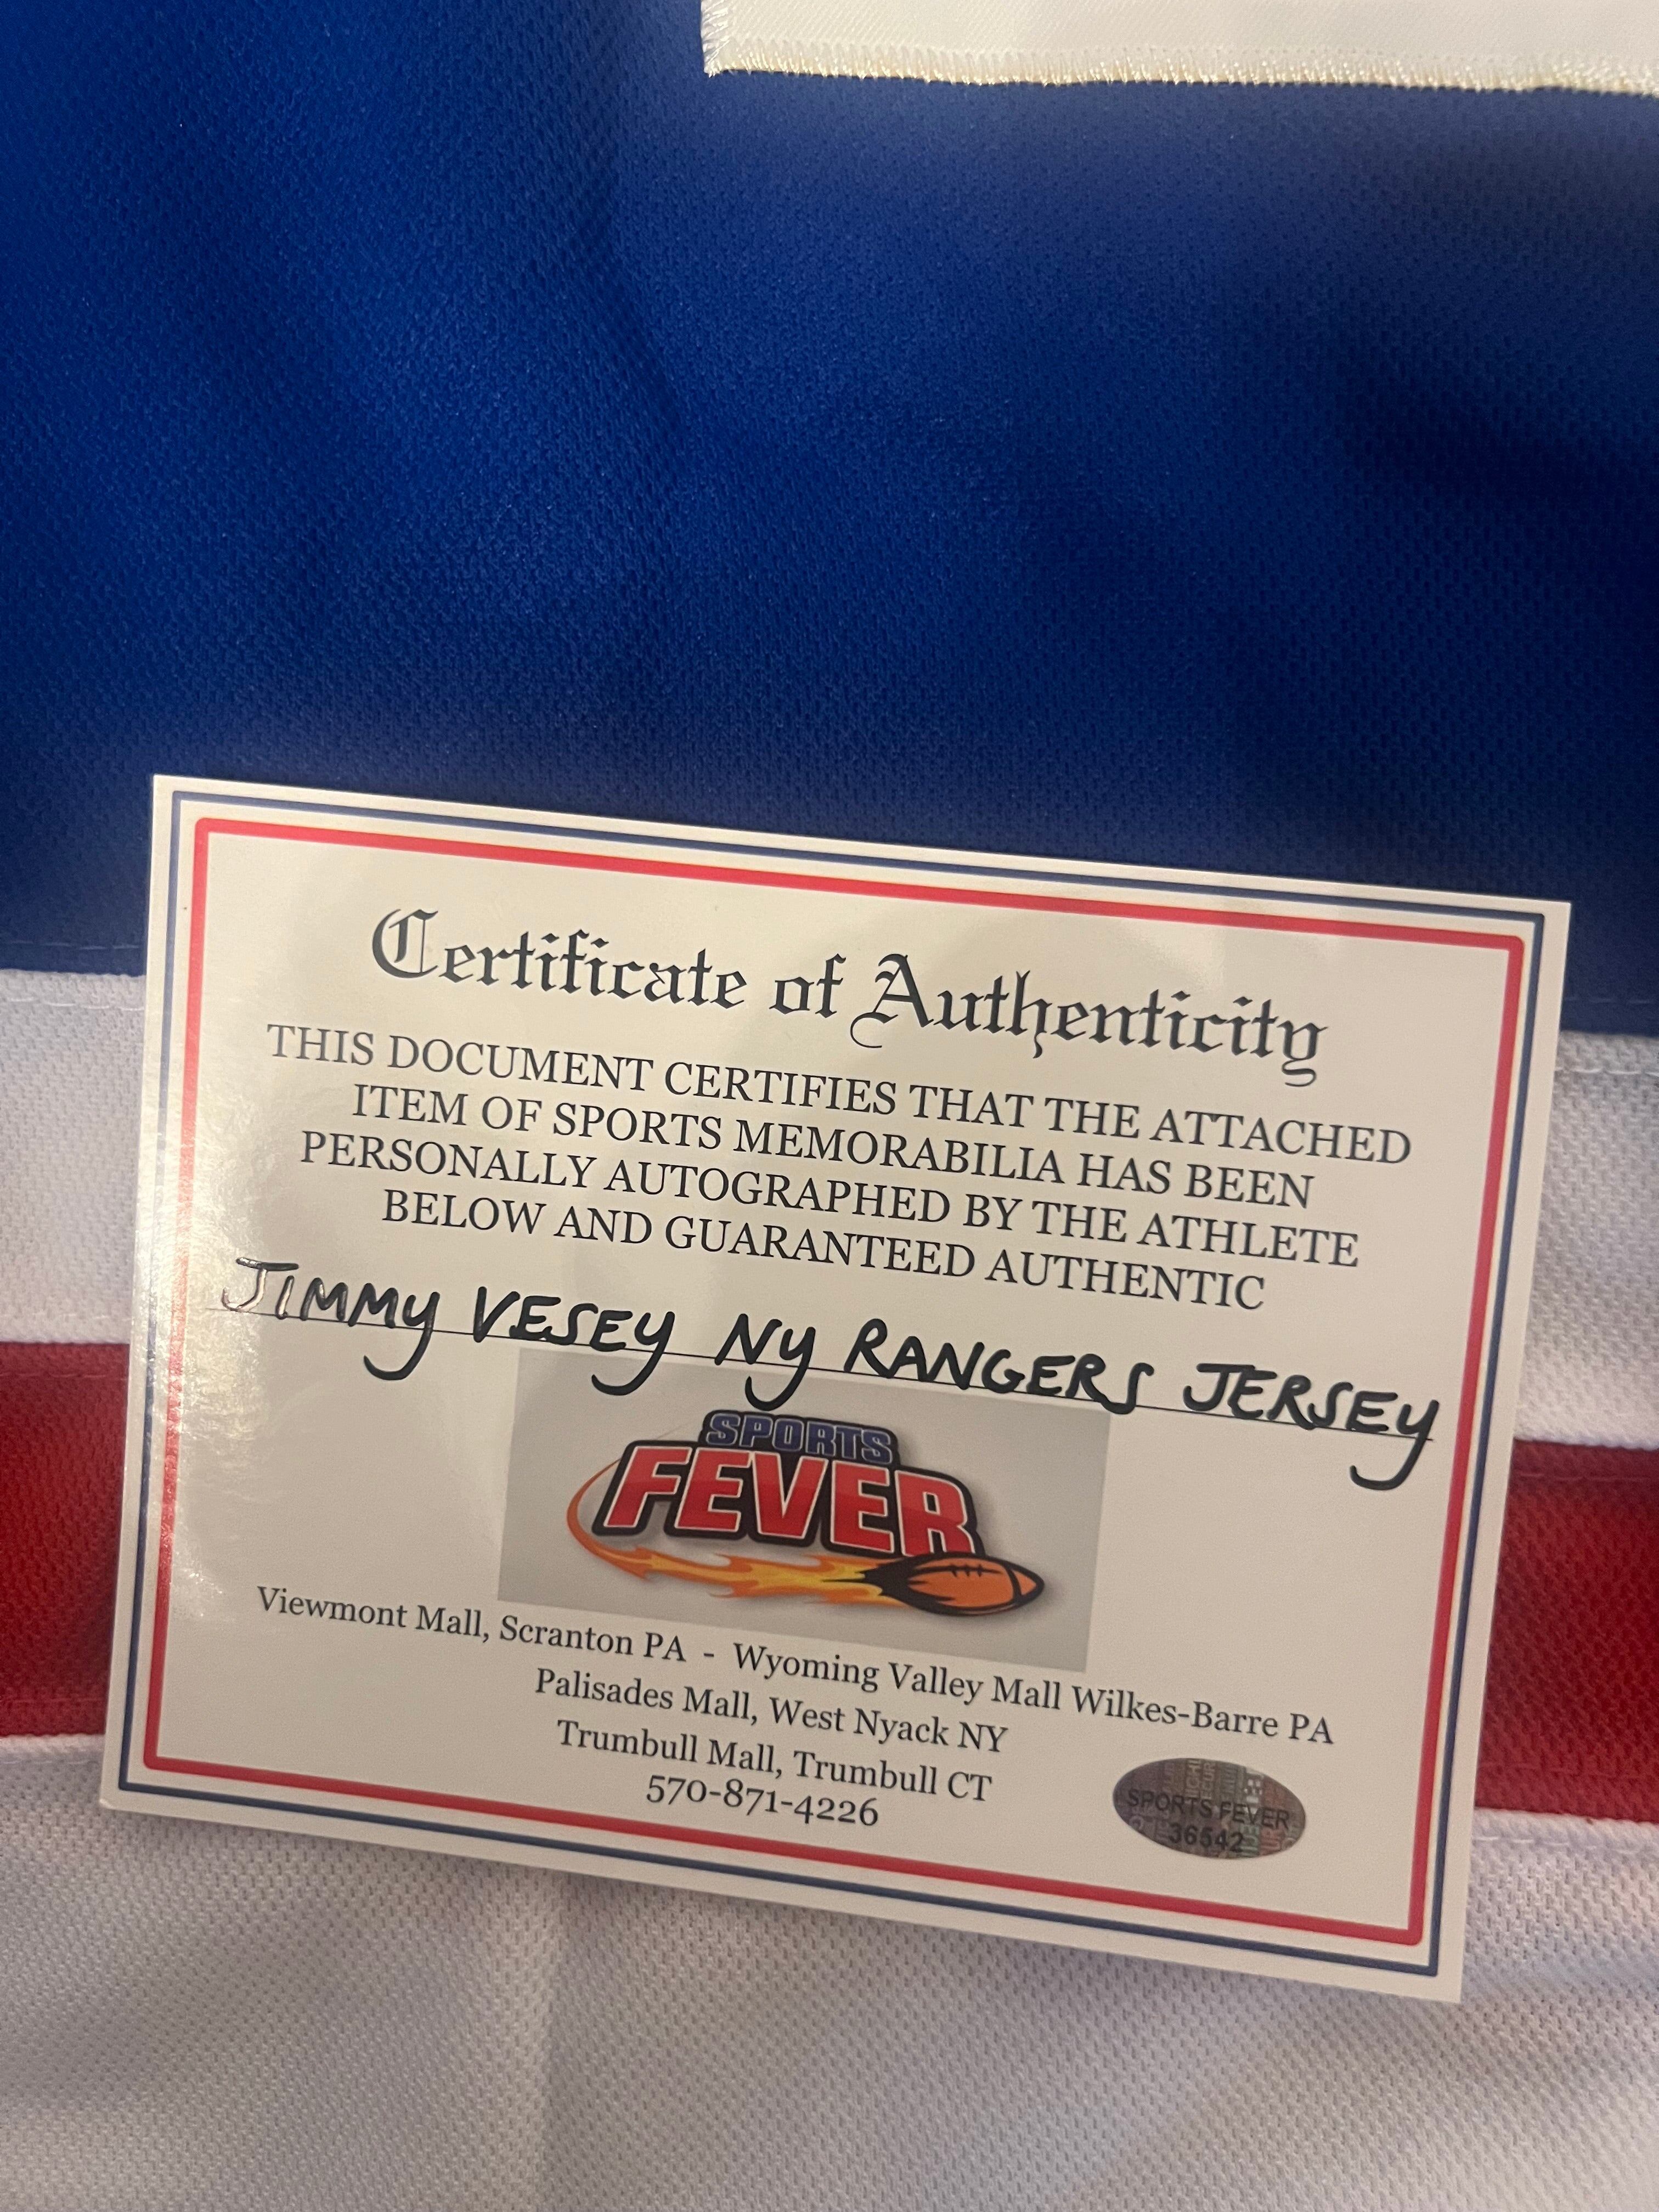 Certificate of Authenticity
THIS DOCUMENT CERTIFIES THAT THE ATTACHED
ITEM OF SPORTS MEMORABILIA HAS BEEN
PERSONALLY AUTOGRAPHED BY THE ATHLETE
BELOW AND GUARANTEED AUTHENTIC
JIMMY VESEY NY RANGERS JERSEY
SPORTS
FEVER
Viewmont Mall, Scranton PA - Wyoming Valley Mall Wilkes-Barre PA
Palisades Mall, West Nyack NY
Trumbull Mall, Trumbull CT
570-871-4226
SPORTS FEVER
36542